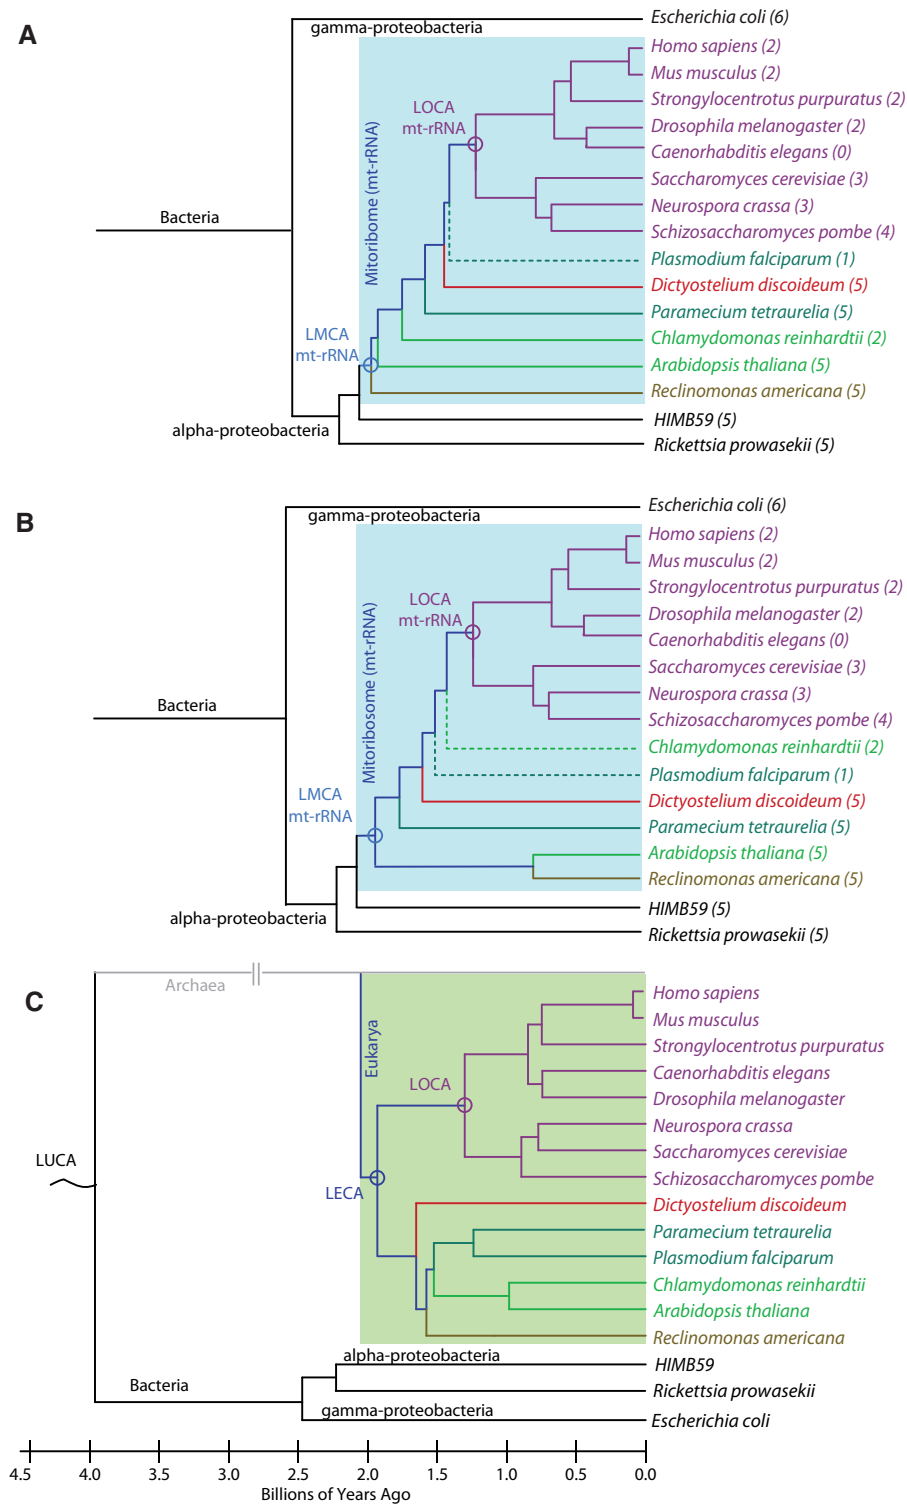 A
Escherichia coli (6)
gamma-proteobacteria
Homo sapiens (2)
Mus musculus (2)
Strongylocentrotus purpuratus (2)
LOCA
mt-rRNA
Drosophila melanogaster (2)
Caenorhabditis elegans (0)
Mitoribome (mt-rRNA)
Saccharomyces cerevisiae (3)
Neurospora crassa (3)
Bacteria
Schizosaccharomyces pombe (4)
Plasmodium falciparum (1)
Dictyostelium discoideum (5)
Paramecium tetraurelia (5)
LMCA
mt-rRNA
Chlamydomonas reinhardtii (2)
Arabidopsis thaliana (5)
Reclinomonas americana (5)
HIMB59 (5)
alpha-proteobacteria
Rickettsia prowasekii (5)
B
Escherichia coli (6)
gamma-proteobacteria
Homo sapiens (2)
Mus musculus (2)
Strongylocentrotus purpuratus (2)
LOCA
mt-rRNA
Drosophila melanogaster (2)
Caenorhabditis elegans (0)
Mitoribosome (mt-rRNA)
Saccharomyces cerevisiae (3)
Neurospora crassa (3)
Bacteria
Schizosaccharomyces pombe (4)
Chlamydomonas reinhardtii (2)
Plasmodium falciparum (1)
LMCA
mt-rRNA
Dictyostelium discoideum (5)
Paramecium tetraurelia (5)
Arabidopsis thaliana (5)
Reclinomonas americana (5)
HIMB59 (5)
alpha-proteobacteria
Rickettsia prowasekii (5)
C
Archaea
Homo sapiens
Mus musculus
Eukarya
Strongylocentrotus purpuratus
Caenorhabditis elegans
LOCA
Drosophila melanogaster
Neurospora crassa
Saccharomyces cerevisiae
LUCA
Schizosaccharomyces pombe
LECA
Dictyostelium discoideum
Paramecium tetraurelia
Plasmodium falciparum
Chlamydomonas reinhardtii
Arabidopsis thaliana
Reclinomonas americana
alpha-proteobacteria
HIMB59
Bacteria
Rickettsia prowasekii
gamma-proteobacteria
Escherichia coli
4.5 4.0 3.5 3.0 2.5 2.0 1.5 1.0 0.5 0.0
Billions of Years Ago